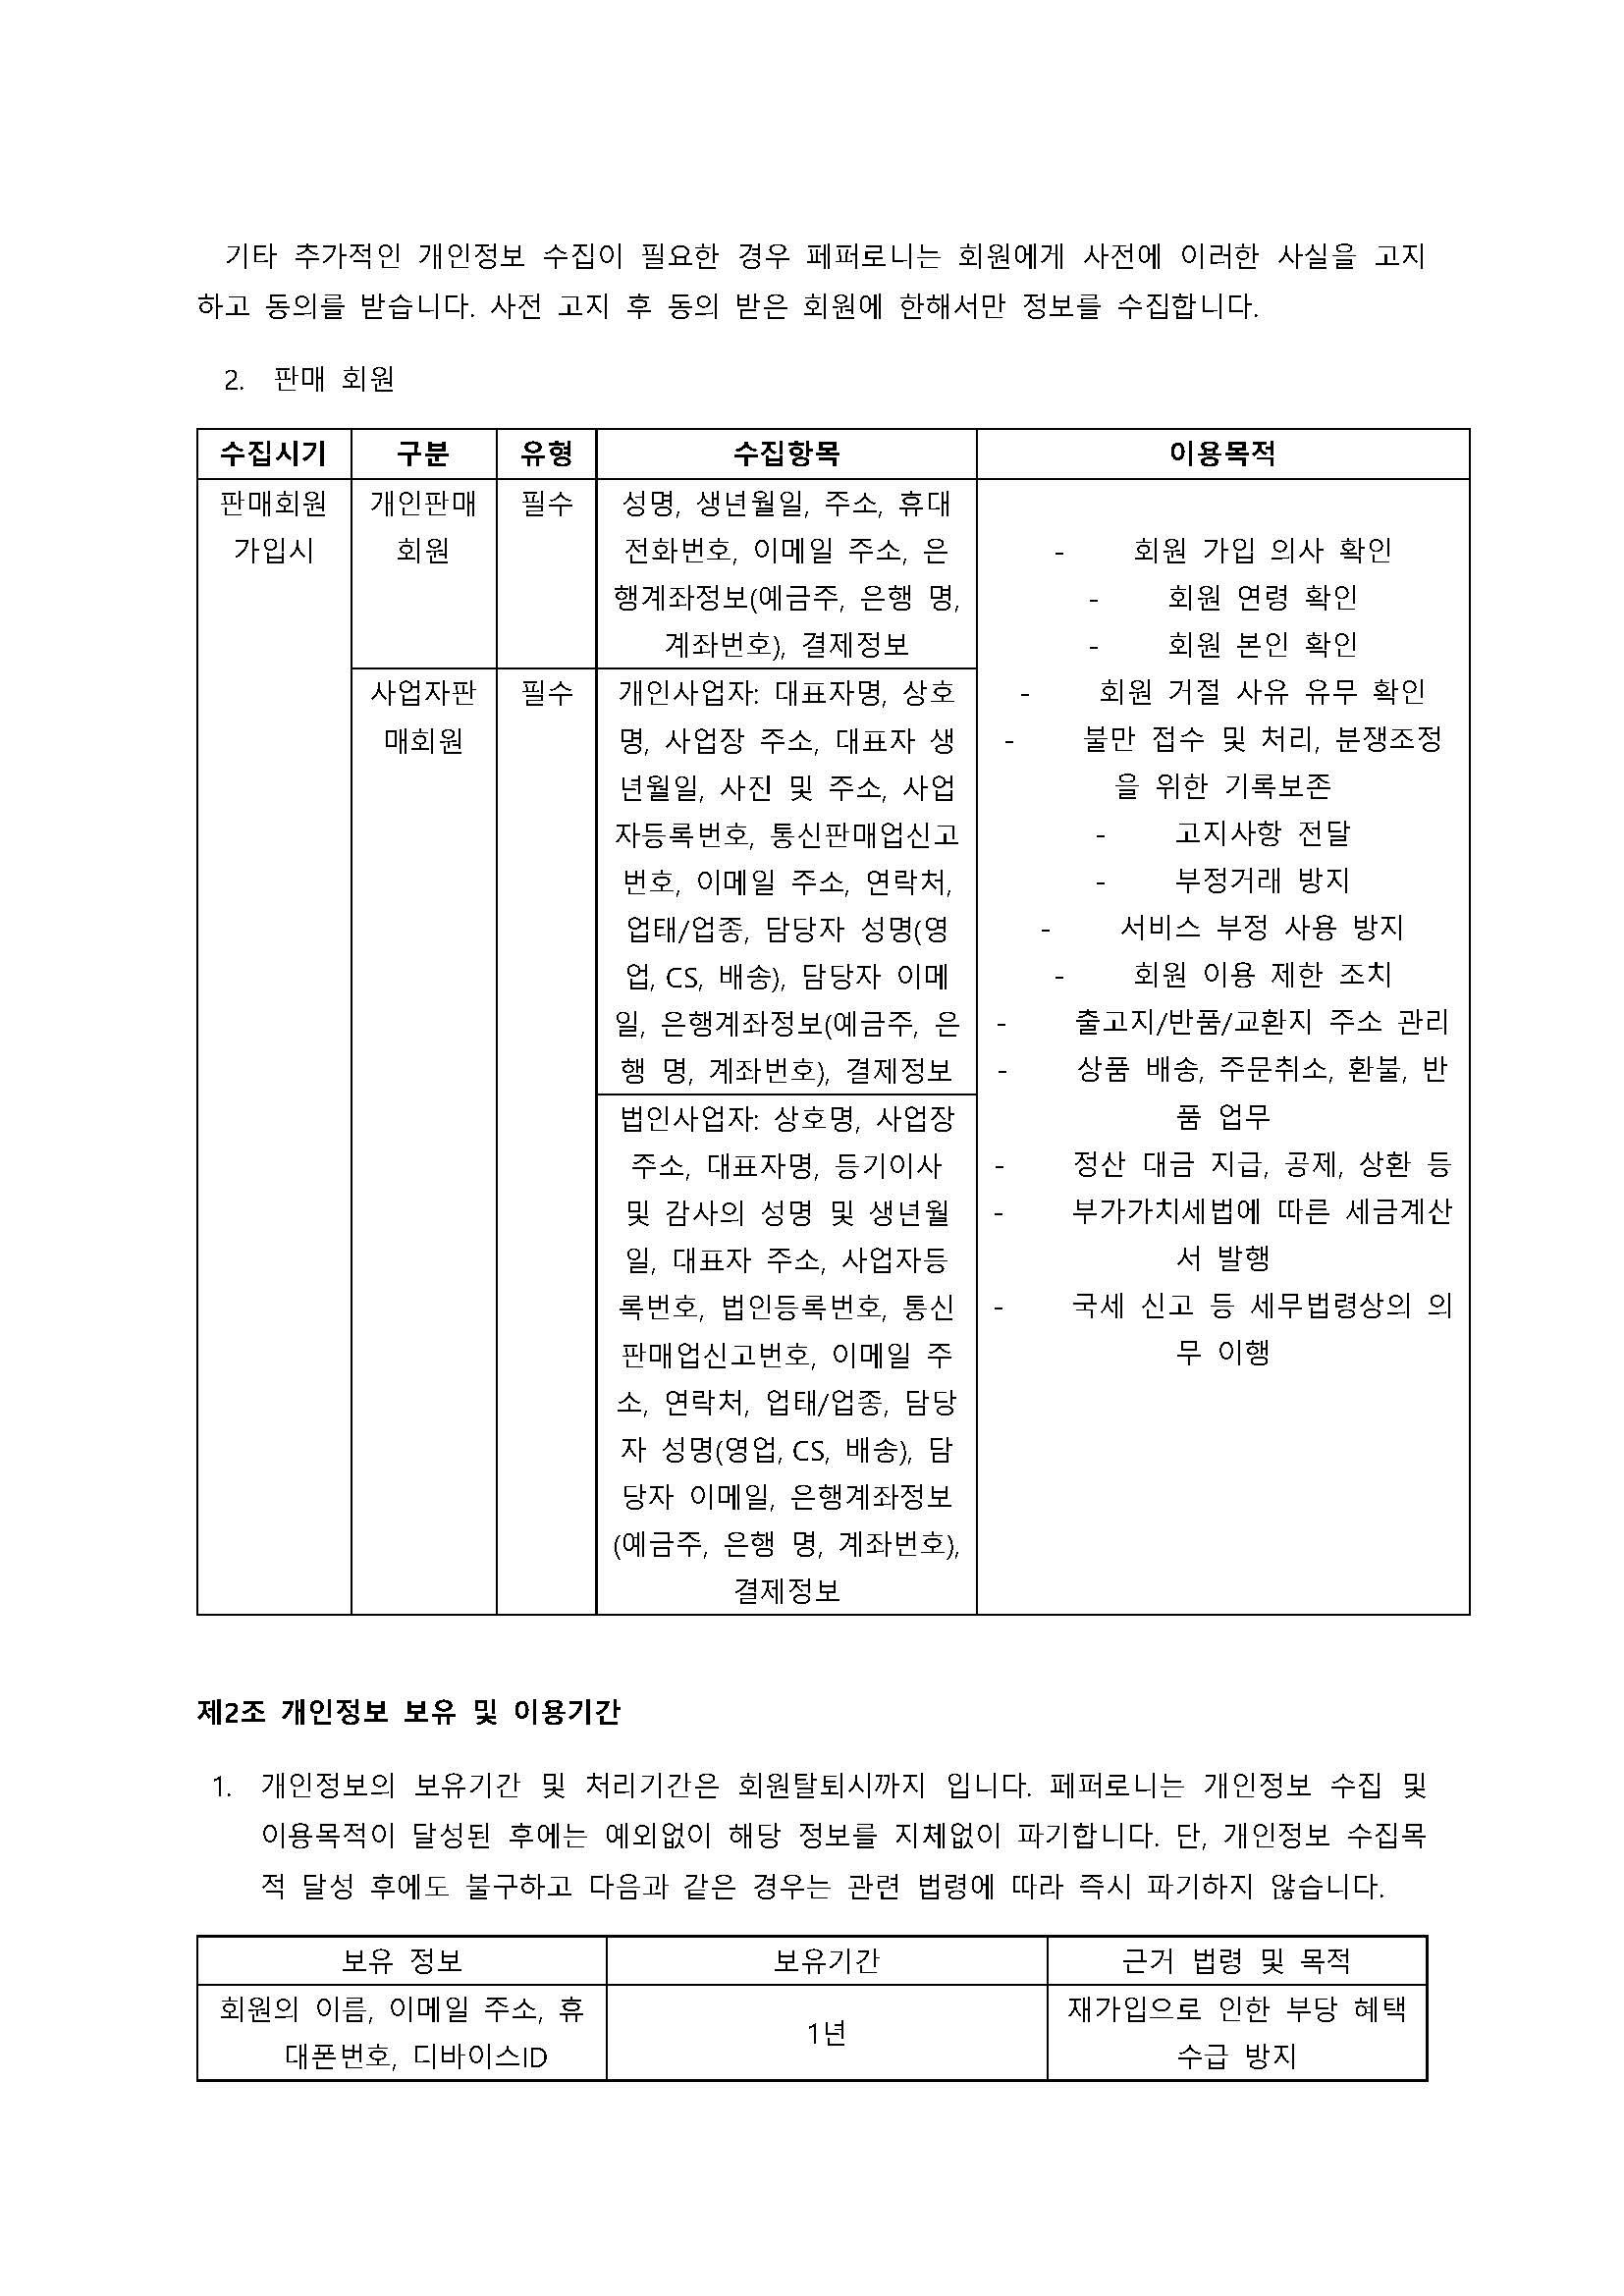 기타 추가적인 개인정보 수집이 필요한 경우 페퍼로니는 회원에게 사전에 이러한 사실을 고지
하고 동의를 받습니다. 사전 고지 후 동의 받은 회원에 한해서만 정보를 수집합니다.
2. 판매 회원
수집시기 구분 유형 수집항목 이용목적
판매회원
가입시
개인판매
회원
필수
성명, 생년월일, 주소, 휴대
전화번호, 이메일 주소, 은
행계좌정보(예금주, 은행 명,
계좌번호), 결제정보
사업자판
매회원
필수
개인사업자: 대표자명, 상호
명, 사업장 주소, 대표자 생
년월일, 사진 및 주소, 사업
자등록번호, 통신판매업신고
번호, 이메일 주소, 연락처,
업태/업종, 담당자 성명(영
업, CS, 배송), 담당자 이메
일, 은행계좌정보(예금주, 은
행 명, 계좌번호), 결제정보
법인사업자: 상호명, 사업장
주소, 대표자명, 등기이사
및 감사의 성명 및 생년월
일, 대표자 주소, 사업자등
록번호, 법인등록번호, 통신
판매업신고번호, 이메일 주
소, 연락처, 업태/업종, 담당
자 성명(영업, CS, 배송), 담
당자 이메일, 은행계좌정보
(예금주, 은행 명, 계좌번호),
결제정보
- 회원 가입 의사 확인
- 회원 연령 확인
- 회원 본인 확인
- 회원 거절 사유 유무 확인
- 불만 접수 및 처리, 분쟁조정
을 위한 기록보존
- 고지사항 전달
- 부정거래 방지
- 서비스 부정 사용 방지
- 회원 이용 제한 조치
- 출고지/반품/교환지 주소 관리
- 상품 배송, 주문취소, 환불, 반
품 업무
- 정산 대금 지급, 공제, 상환 등
- 부가가치세법에 따른 세금계산
서 발행
- 국세 신고 등 세무법령상의 의
무 이행
제2조 개인정보 보유 및 이용기간
1. 개인정보의 보유기간 및 처리기간은 회원탈퇴시까지 입니다. 페퍼로니는 개인정보 수집 및
이용목적이 달성된 후에는 예외없이 해당 정보를 지체없이 파기합니다. 단, 개인정보 수집목
적 달성 후에도 불구하고 다음과 같은 경우는 관련 법령에 따라 즉시 파기하지 않습니다.
보유 정보 보유기간 근거 법령 및 목적
회원의 이름, 이메일 주소, 휴
대폰번호, 디바이스ID
1년
재가입으로 인한 부당 혜택
수급 방지